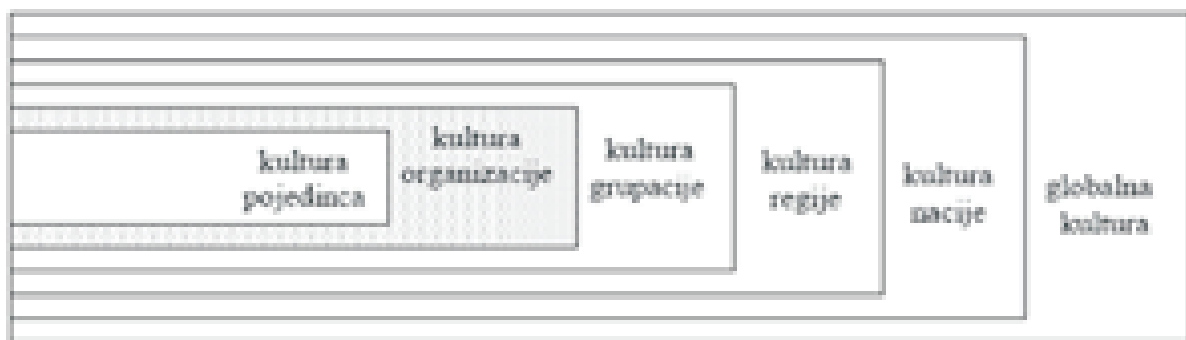 kultura
pojedinca
kultura
organizacije
kultura
grupacije
kultura
regije
kultura
nacije
globalna
kultura